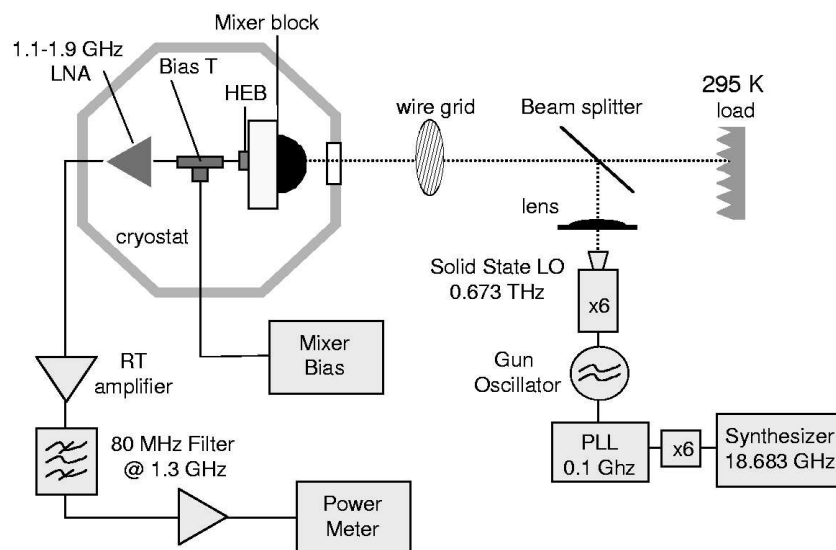 Mixer block
1.1-1.9 GHz
LNA
Bias T
HEB
wire grid
Beam splitter
295 K
load
lens
cryostat
Solid State LO
0.673 THz
x6
Mixer
Bias
Gun
Oscillator
RT
amplifier
80 MHz Filter
@ 1.3 GHz
PLL
0.1 Ghz
x6
Synthesizer
18.683 GHz
Power
Meter